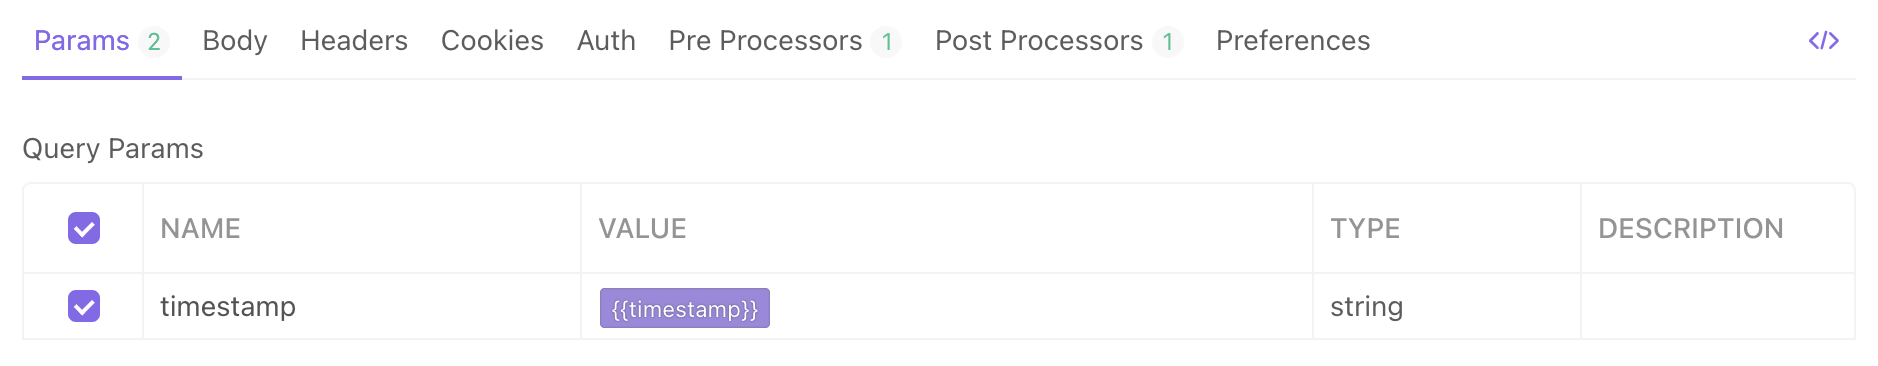 Params 2 Body Headers Cookies Auth Pre Processors 1 Post Processors 1 Preferences </>
Query Params
NAME VALUE TYPE DESCRIPTION
timestamp {{timestamp}} string